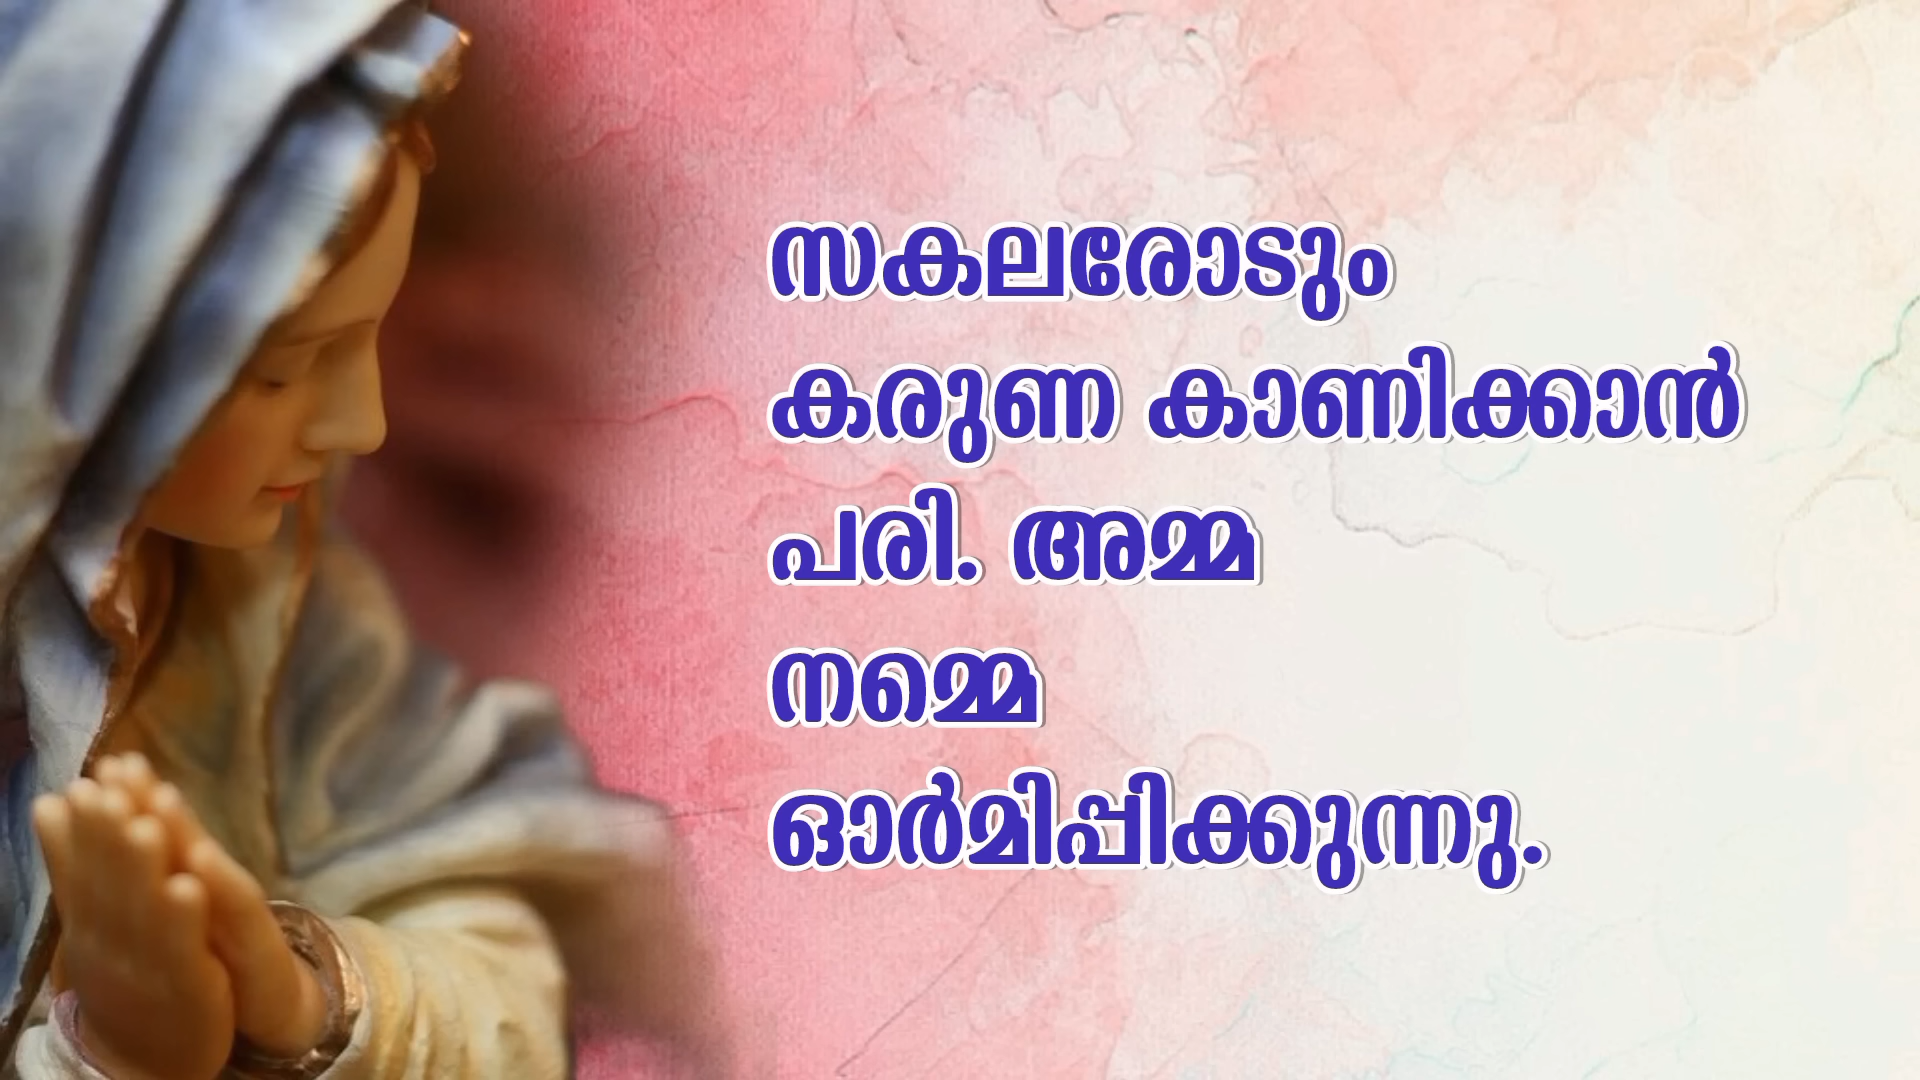 സകലരോടും
കരുണ കാണിക്കാൻ
പരി. അമ്മ
നമ്മെ
ഓർമിപ്പിക്കുന്നു.